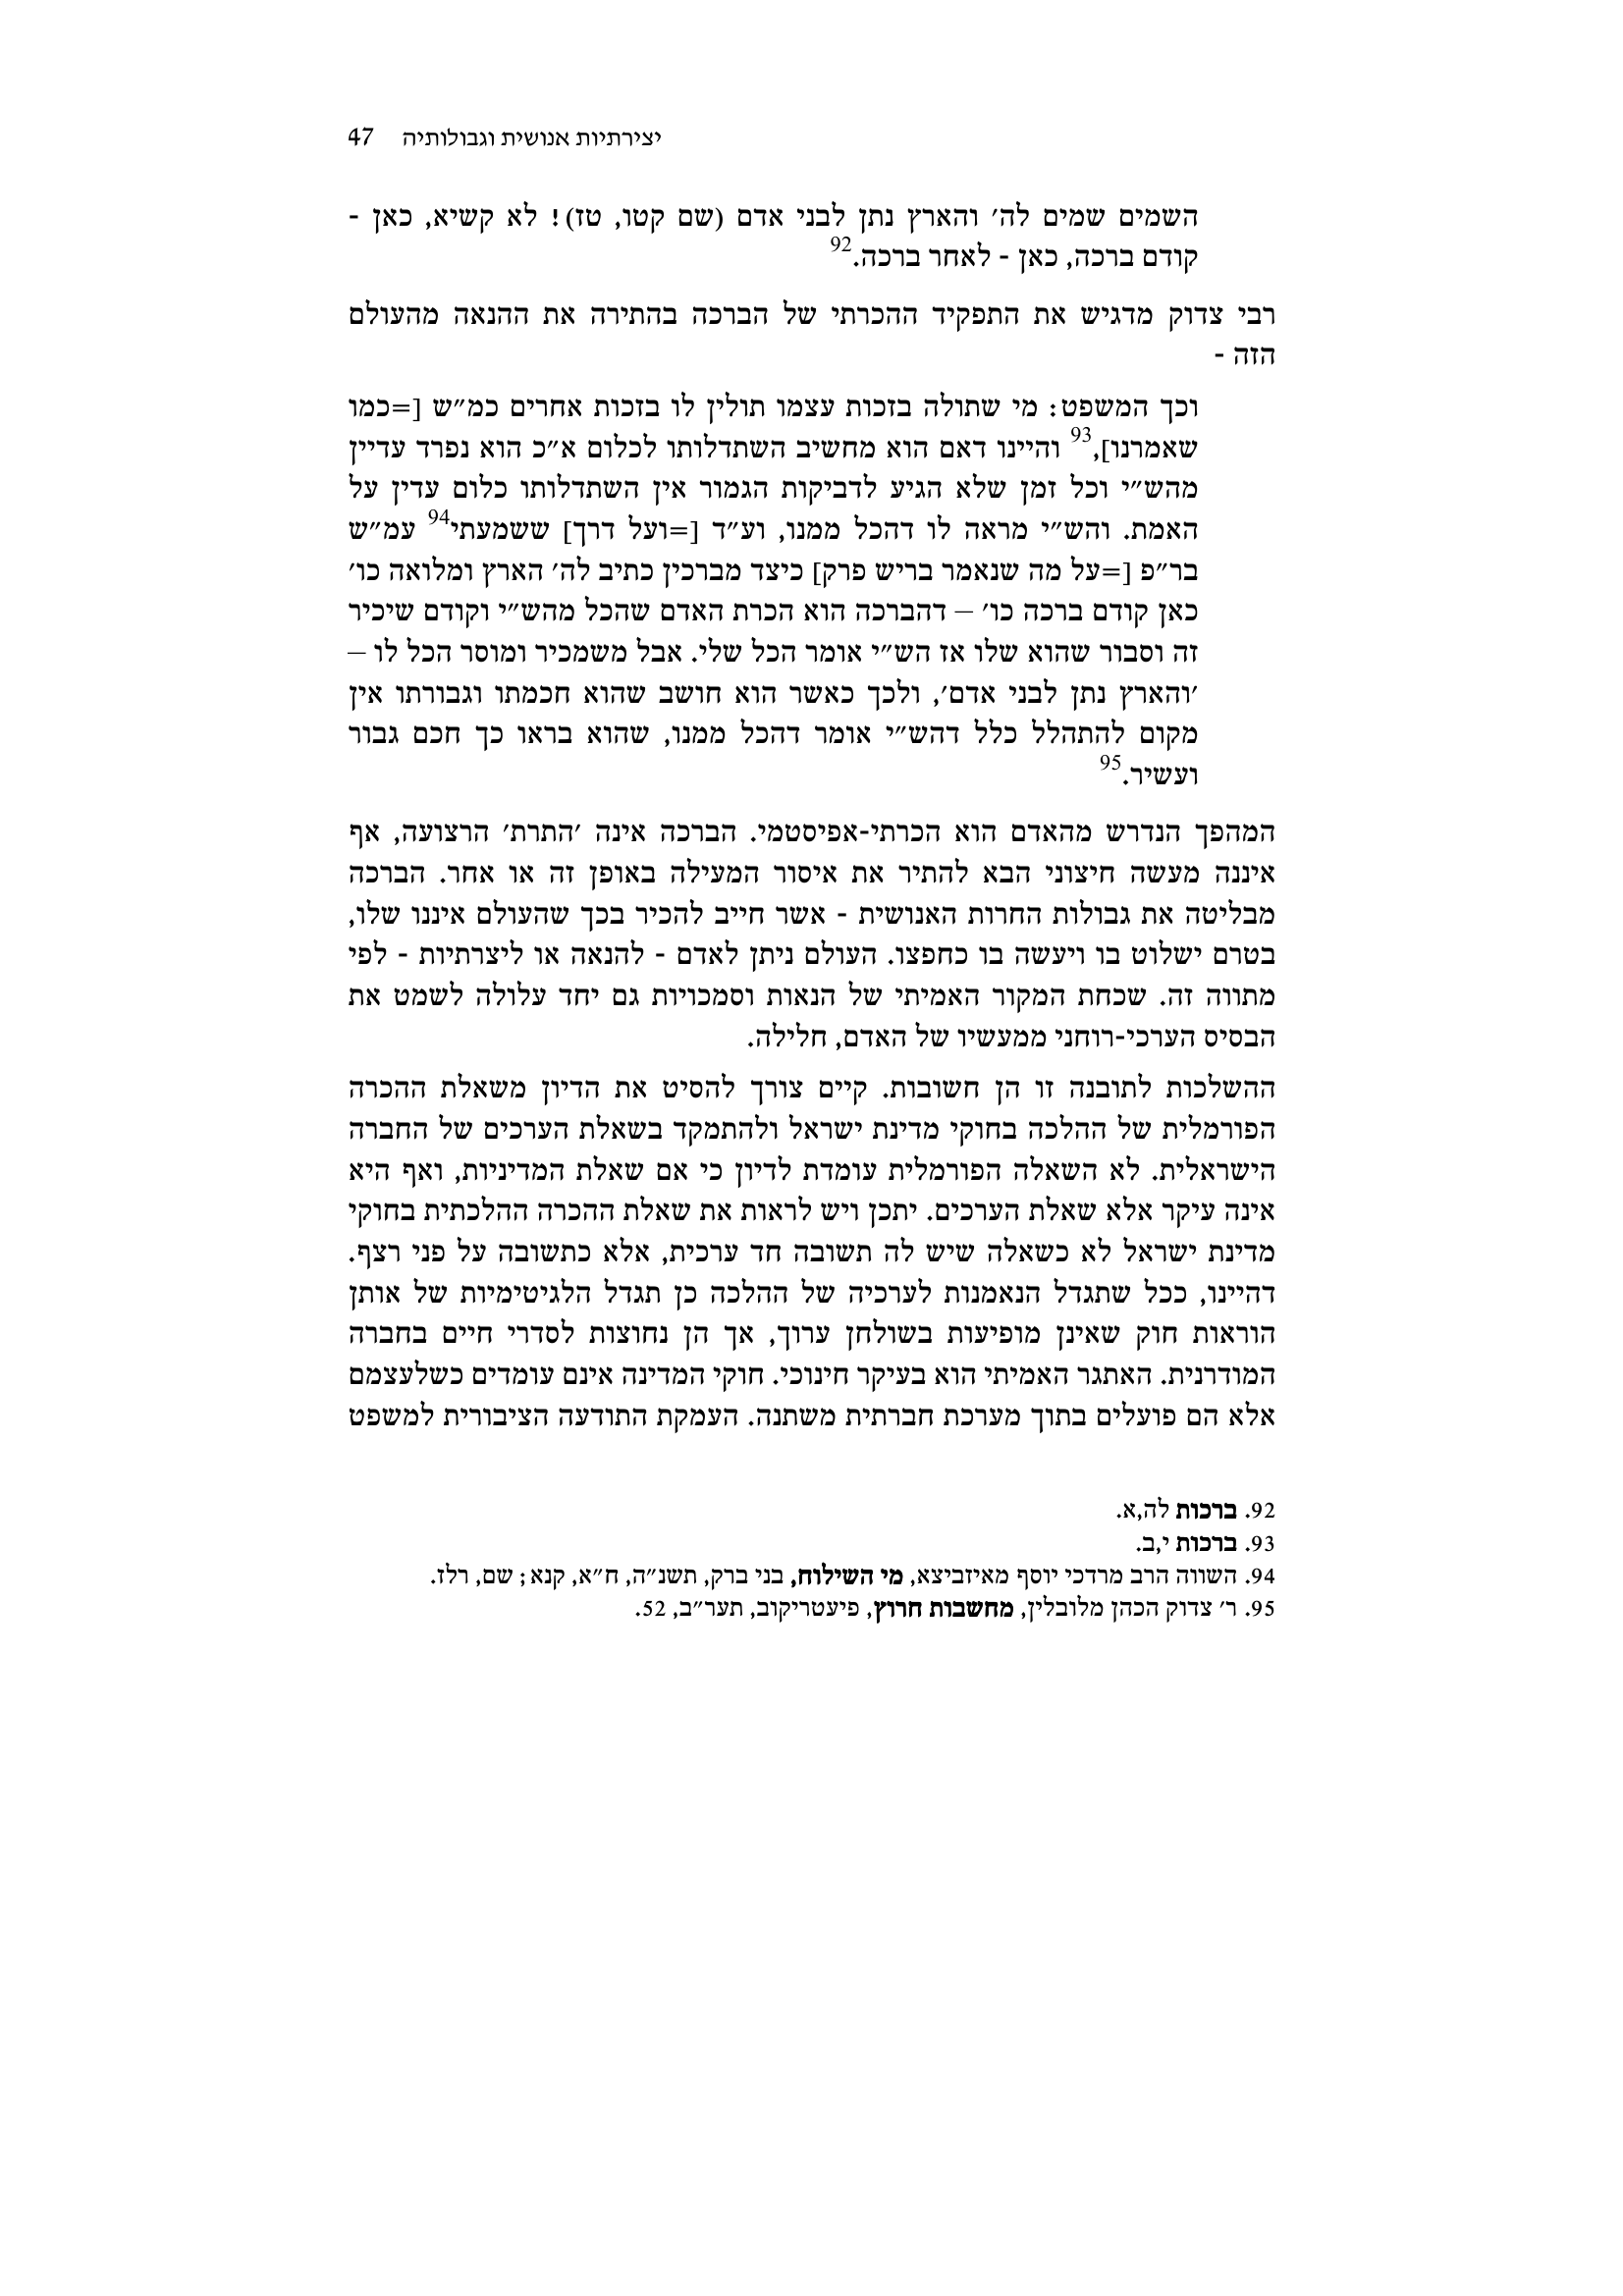 יצירתיות אנושית וגבולותיה 47
השמים שמים לה׳ והארץ נתן לבני אדם (שם קטו, טז)! לא קשיא, כאן -
קודם ברכה, כאן - לאחר ברכה.92
רבי צדוק מדגיש את התפקיד ההכרתי של הברכה בהתירה את ההנאה מהעולם
הזה -
וכך המשפט: מי שתולה בזכות עצמו תולין לו בזכות אחרים כמ״ש [=כמו
שאמרנו],93 והיינו דאם הוא מחשיב השתדלותו לכלום א״כ הוא נפרד עדיין
מהש״י וכל זמן שלא הגיע לדביקות הגמור אין השתדלותו כלום עדין על
האמת. והש״י מראה לו דהכל ממנו, וע״ד [=ועל דרך] ששמעתי94 עמ״ש
בר״פ [=על מה שנאמר בריש פרק] כיצד מברכין כתיב לה׳ הארץ ומלואה כו׳
כאן קודם ברכה כו׳ – דהברכה הוא הכרת האדם שהכל מהש״י וקודם שיכיר
זה וסבור שהוא שלו אז הש״י אומר הכל שלי. אבל משמכיר ומוסר הכל לו –
׳והארץ נתן לבני אדם׳, ולכך כאשר הוא חושב שהוא חכמתו וגבורתו אין
מקום להתהלל כלל דהש״י אומר דהכל ממנו, שהוא בראו כך חכם גבור
ועשיר.95
המהפך הנדרש מהאדם הוא הכרתי-אפיסטמי. הברכה אינה ׳התרת׳ הרצועה, אף
איננה מעשה חיצוני הבא להתיר את איסור המעילה באופן זה או אחר. הברכה
מבליטה את גבולות החרות האנושית - אשר חייב להכיר בכך שהעולם איננו שלו,
בטרם ישלוט בו ויעשה בו כחפצו. העולם ניתן לאדם - להנאה או ליצרתיות - לפי
מתווה זה. שכחת המקור האמיתי של הנאות וסמכויות גם יחד עלולה לשמט את
הבסיס הערכי-רוחני ממעשיו של האדם, חלילה.
ההשלכות לתובנה זו הן חשובות. קיים צורך להסיט את הדיון משאלת ההכרה
הפורמלית של ההלכה בחוקי מדינת ישראל ולהתמקד בשאלת הערכים של החברה
הישראלית. לא השאלה הפורמלית עומדת לדיון כי אם שאלת המדיניות, ואף היא
אינה עיקר אלא שאלת הערכים. יתכן ויש לראות את שאלת ההכרה ההלכתית בחוקי
מדינת ישראל לא כשאלה שיש לה תשובה חד ערכית, אלא כתשובה על פני רצף.
דהיינו, ככל שתגדל הנאמנות לערכיה של ההלכה כן תגדל הלגיטימיות של אותן
הוראות חוק שאינן מופיעות בשולחן ערוך, אך הן נחוצות לסדרי חיים בחברה
המודרנית. האתגר האמיתי הוא בעיקר חינוכי. חוקי המדינה אינם עומדים כשלעצמם
אלא הם פועלים בתוך מערכת חברתית משתנה. העמקת התודעה הציבורית למשפט
92. ברכות לה,א.
93. ברכות י,ב.
94. השווה הרב מרדכי יוסף מאיזביצא, מי השילוח, בני ברק, תשנ״ה, ח״א, קנא; שם, רלז.
95. ר׳ צדוק הכהן מלובלין, מחשבות חרוץ, פיעטריקוב, תער״ב, 52.